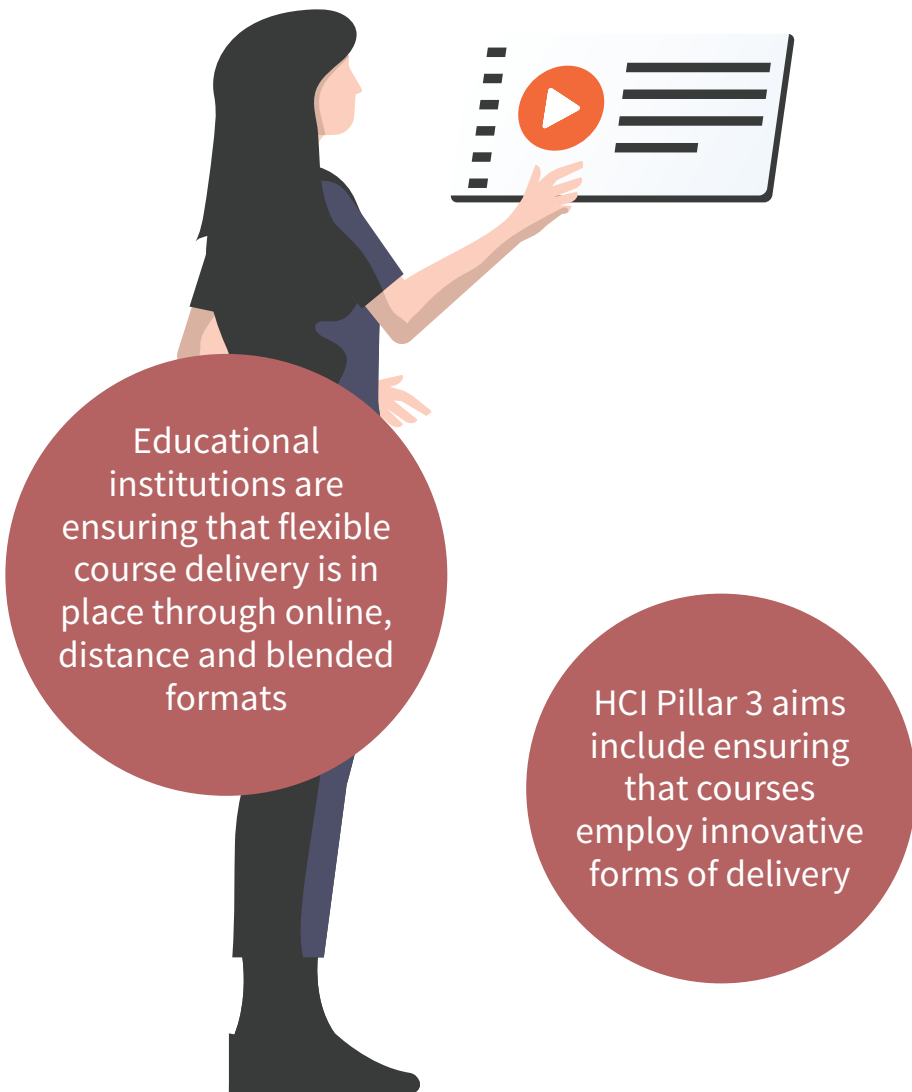 Educational
institutions are
ensuring that flexible
course delivery is in
place through online,
distance and blended
formats
HCI Pillar 3 aims
include ensuring
that courses
employ innovative
forms of delivery